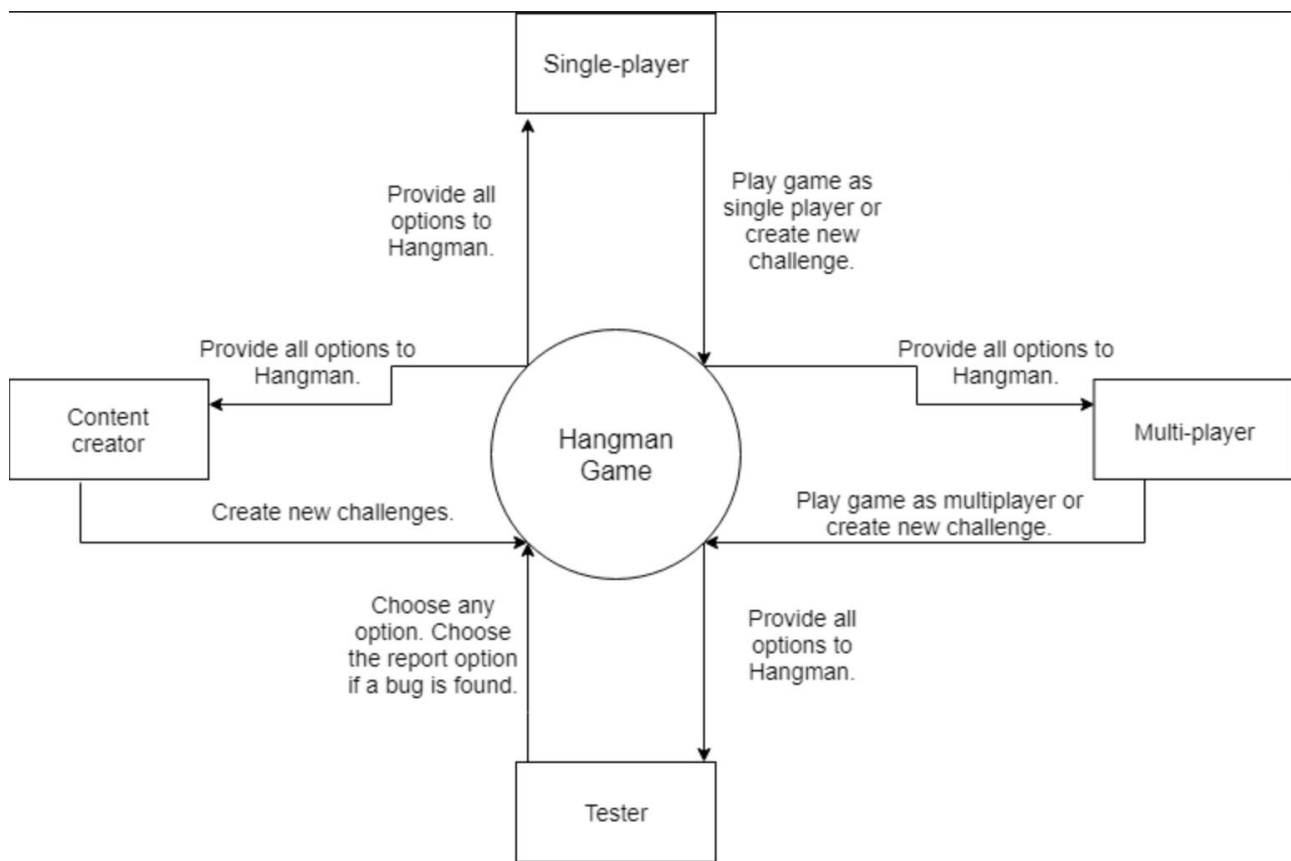 Single-player
Provide all
options to
Hangman.
Play game as
single player or
create new
challenge.
Provide all options to
Hangman.
Provide all options to
Hangman.
Content
creator
Hangman
Game
Multi-player
Create new challenges.
Play game as multiplayer or
create new challenge.
Choose any
option. Choose
the report option
if a bug is found.
Provide all
options to
Hangman.
Tester